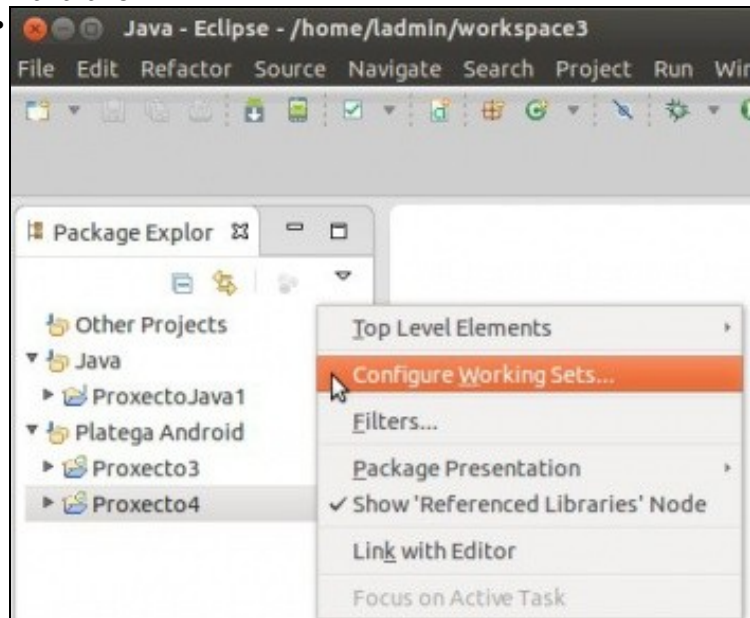 Java - Eclipse - /home/ladmin/workspace3
File Edit Refactor Source Navigate Search Project Run
Package Explor
Other Projects
Java
ProxectoJava1
Platega Android
Proxecto3
Proxecto4
Top Level Elements
Configure Working Sets...
Filters...
Package Presentation
Show 'Referenced Libraries' Node
Link with Editor
Focus on Active Task